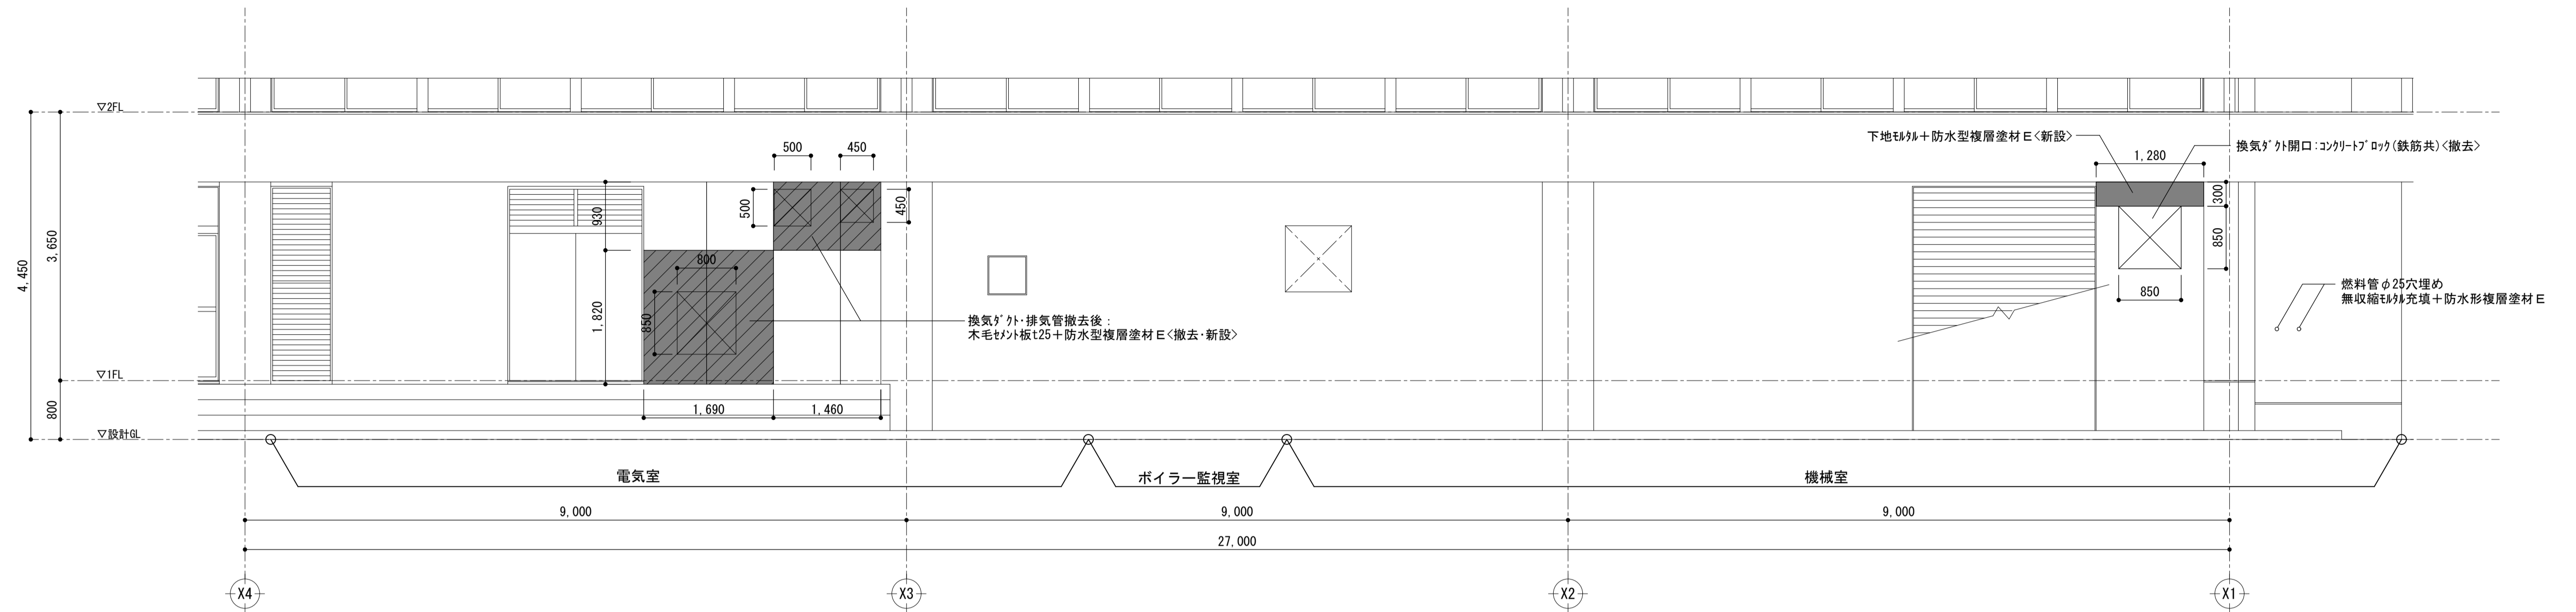 ▽2FL
500
450
下地ﾓﾙﾀﾙ＋防水型複層塗材Ｅ<新設>
換気ﾀﾞｸﾄ開口:ｺﾝｸﾘｰﾄﾌﾞﾛｯｸ(鉄筋共)<撤去>
1,280
930
500
450
300
850
4,450
3,650
800
850
1,820
換気ﾀﾞｸﾄ･排気管撤去後：
木毛ｾﾒﾝﾄ板t25＋防水型複層塗材Ｅ<撤去･新設>
850
燃料管φ25穴埋め
無収縮ﾓﾙﾀﾙ充填＋防水形複層塗材Ｅ
▽1FL
800
1,690
1,460
▽設計GL
電気室
ボイラー監視室
機械室
9,000
9,000
9,000
27,000
X4
X3
X2
X1